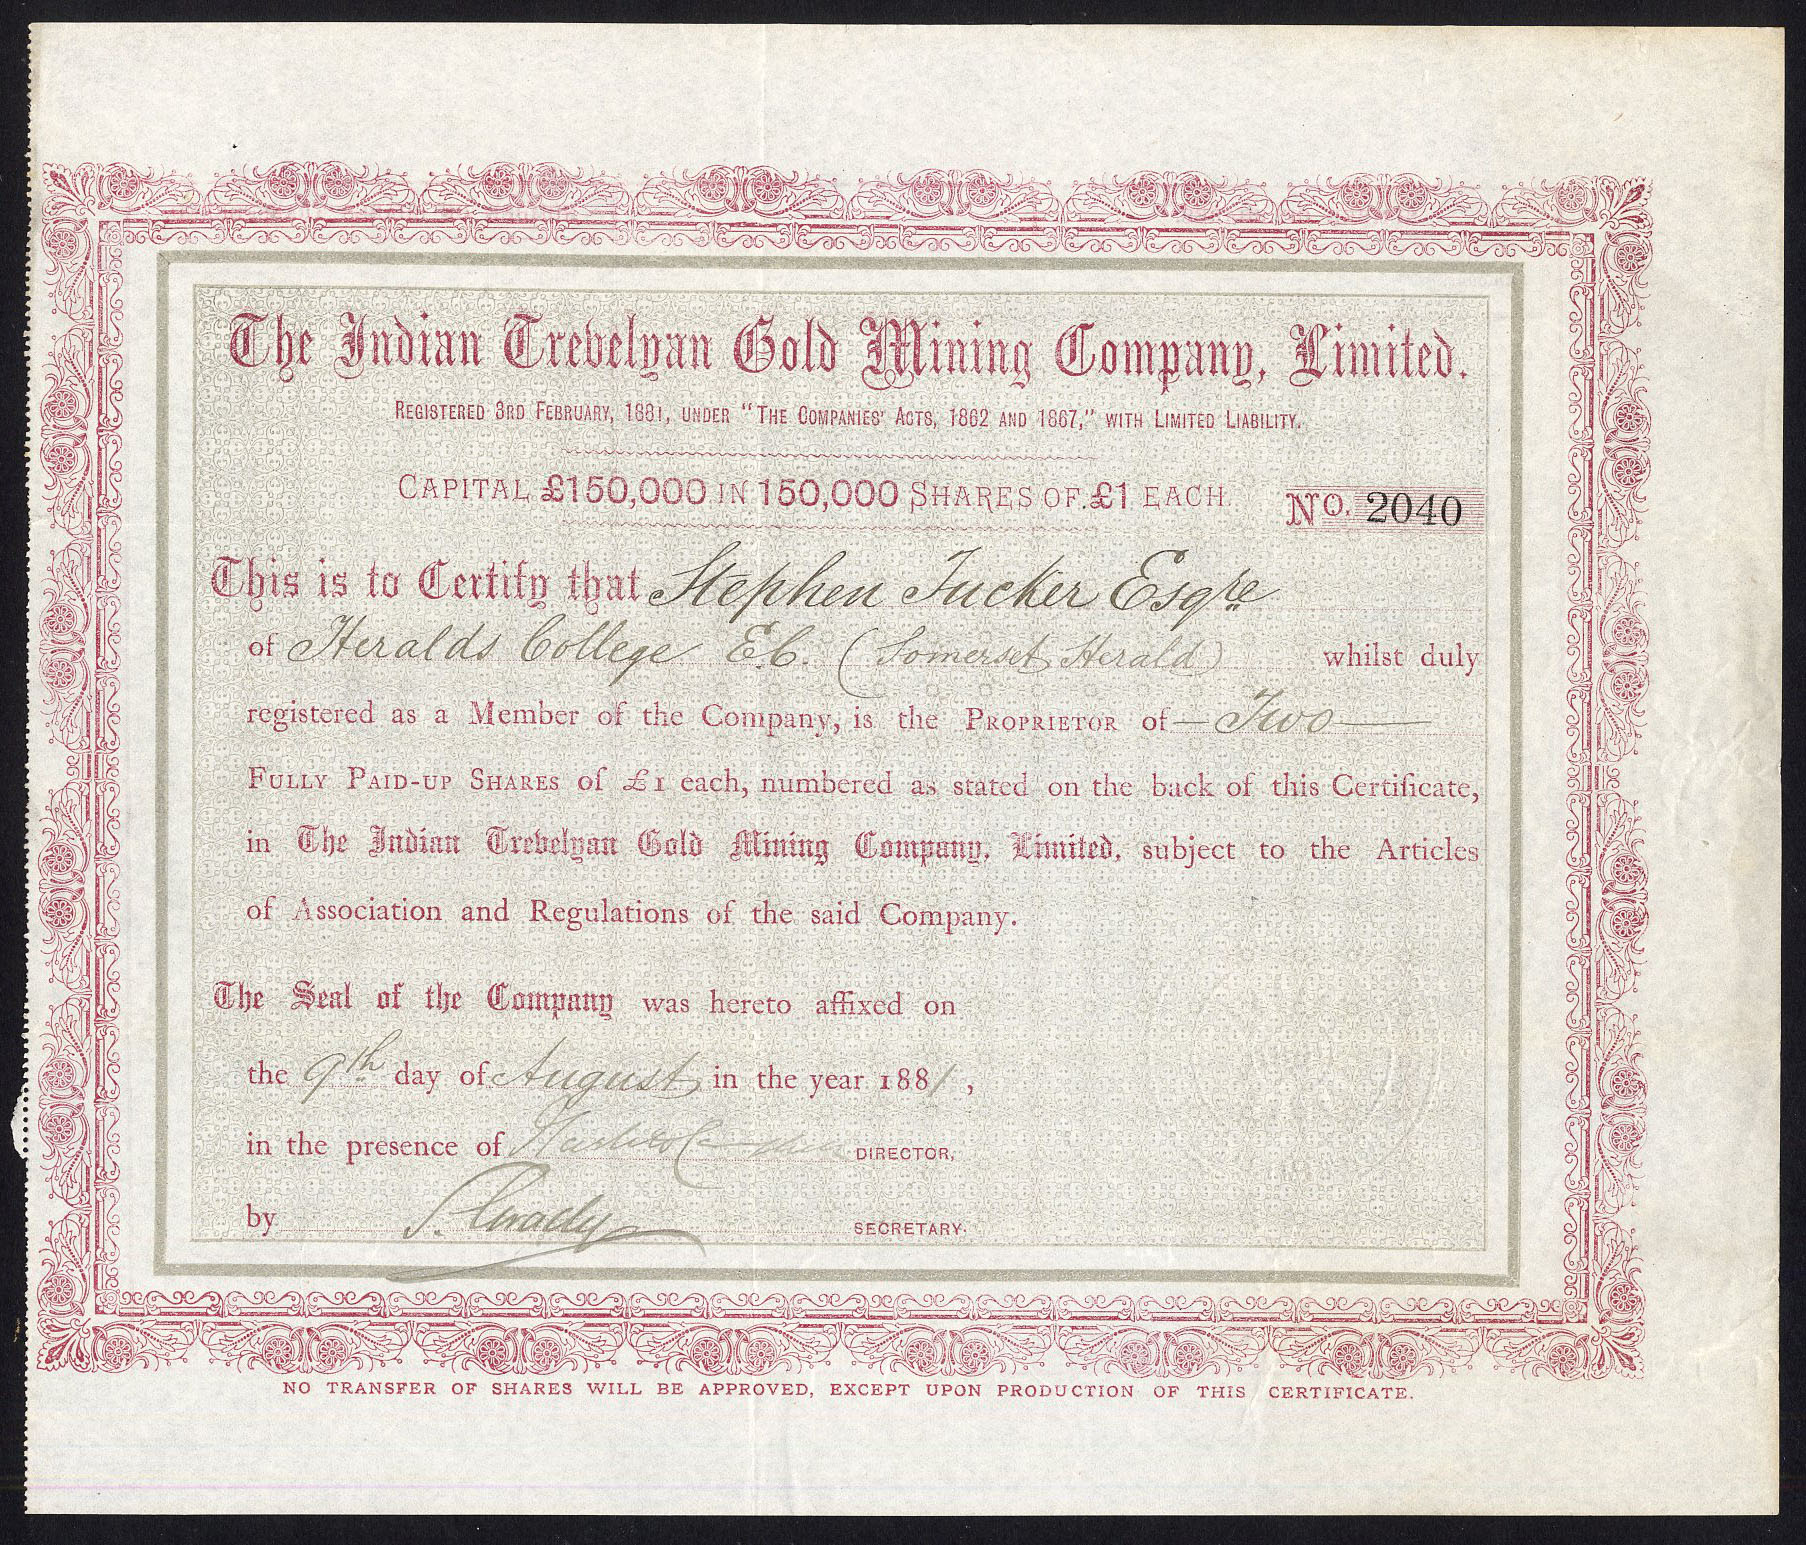 The Indian Trevelyan Gold Mining Company, Limited.
REGISTERED 3RD FEBRUARY, 1881, UNDER "THE COMPANIES' ACTS, 1862 AND 1867," WITH LIMITED LIABILITY.
CAPITAL £150,000 IN 150,000 SHARES OF £1 EACH.
No. 2040
This is to Certify that Stephen Tucker Esqre
of Heralds College E.C. (Somerset Herald) whilst duly
registered as a Member of the Company, is the PROPRIETOR of — Two —
FULLY PAID-UP SHARES of £1 each, numbered as stated on the back of this Certificate,
in The Indian Trevelyan Gold Mining Company, Limited, subject to the Articles
of Association and Regulations of the said Company.
The Seal of the Company was hereto affixed on
the 9th day of August in the year 1881,
in the presence of DIRECTOR,
by SECRETARY.
NO TRANSFER OF SHARES WILL BE APPROVED, EXCEPT UPON PRODUCTION OF THIS CERTIFICATE.